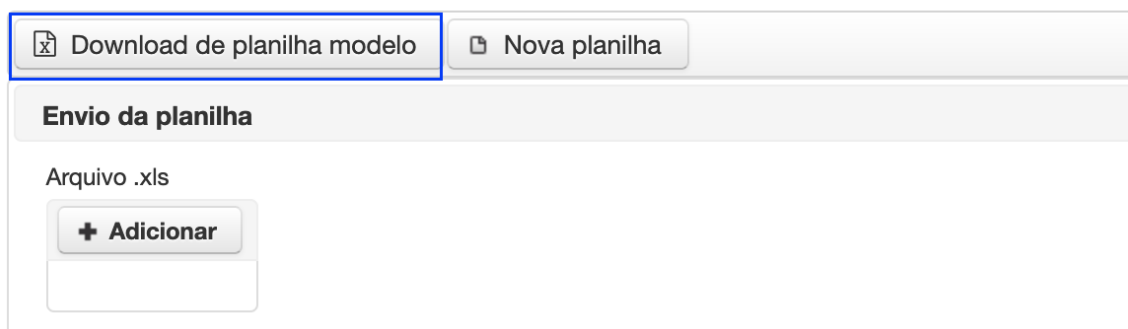 Download de planilha modelo Nova planilha
Envio da planilha
Arquivo .xls
Adicionar